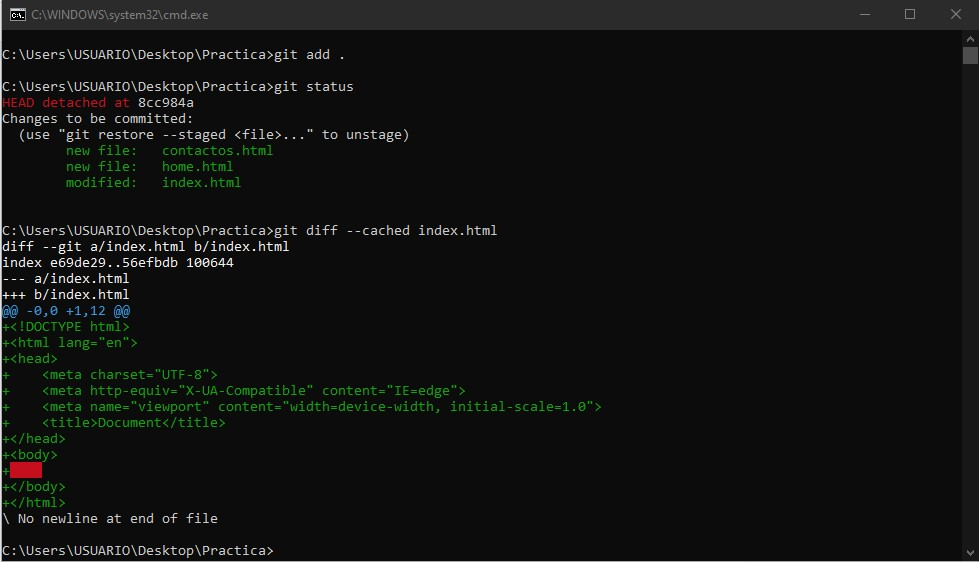 C:\WINDOWS\system32\cmd.exe
C:\Users\USUARIO\Desktop\Practica>git add .
C:\Users\USUARIO\Desktop\Practica>git status
HEAD detached at 8cc984a
Changes to be committed:
  (use "git restore --staged <file>..." to unstage)
        new file:   contactos.html
        new file:   home.html
        modified:   index.html
C:\Users\USUARIO\Desktop\Practica>git diff --cached index.html
diff --git a/index.html b/index.html
index e69de29..56efbdb 100644
--- a/index.html
+++ b/index.html
@@ -0,0 +1,12 @@
+<!DOCTYPE html>
+<html lang="en">
+<head>
+    <meta charset="UTF-8">
+    <meta http-equiv="X-UA-Compatible" content="IE=edge">
+    <meta name="viewport" content="width=device-width, initial-scale=1.0">
+    <title>Document</title>
+</head>
+<body>
+
+</body>
+</html>
\ No newline at end of file
C:\Users\USUARIO\Desktop\Practica>